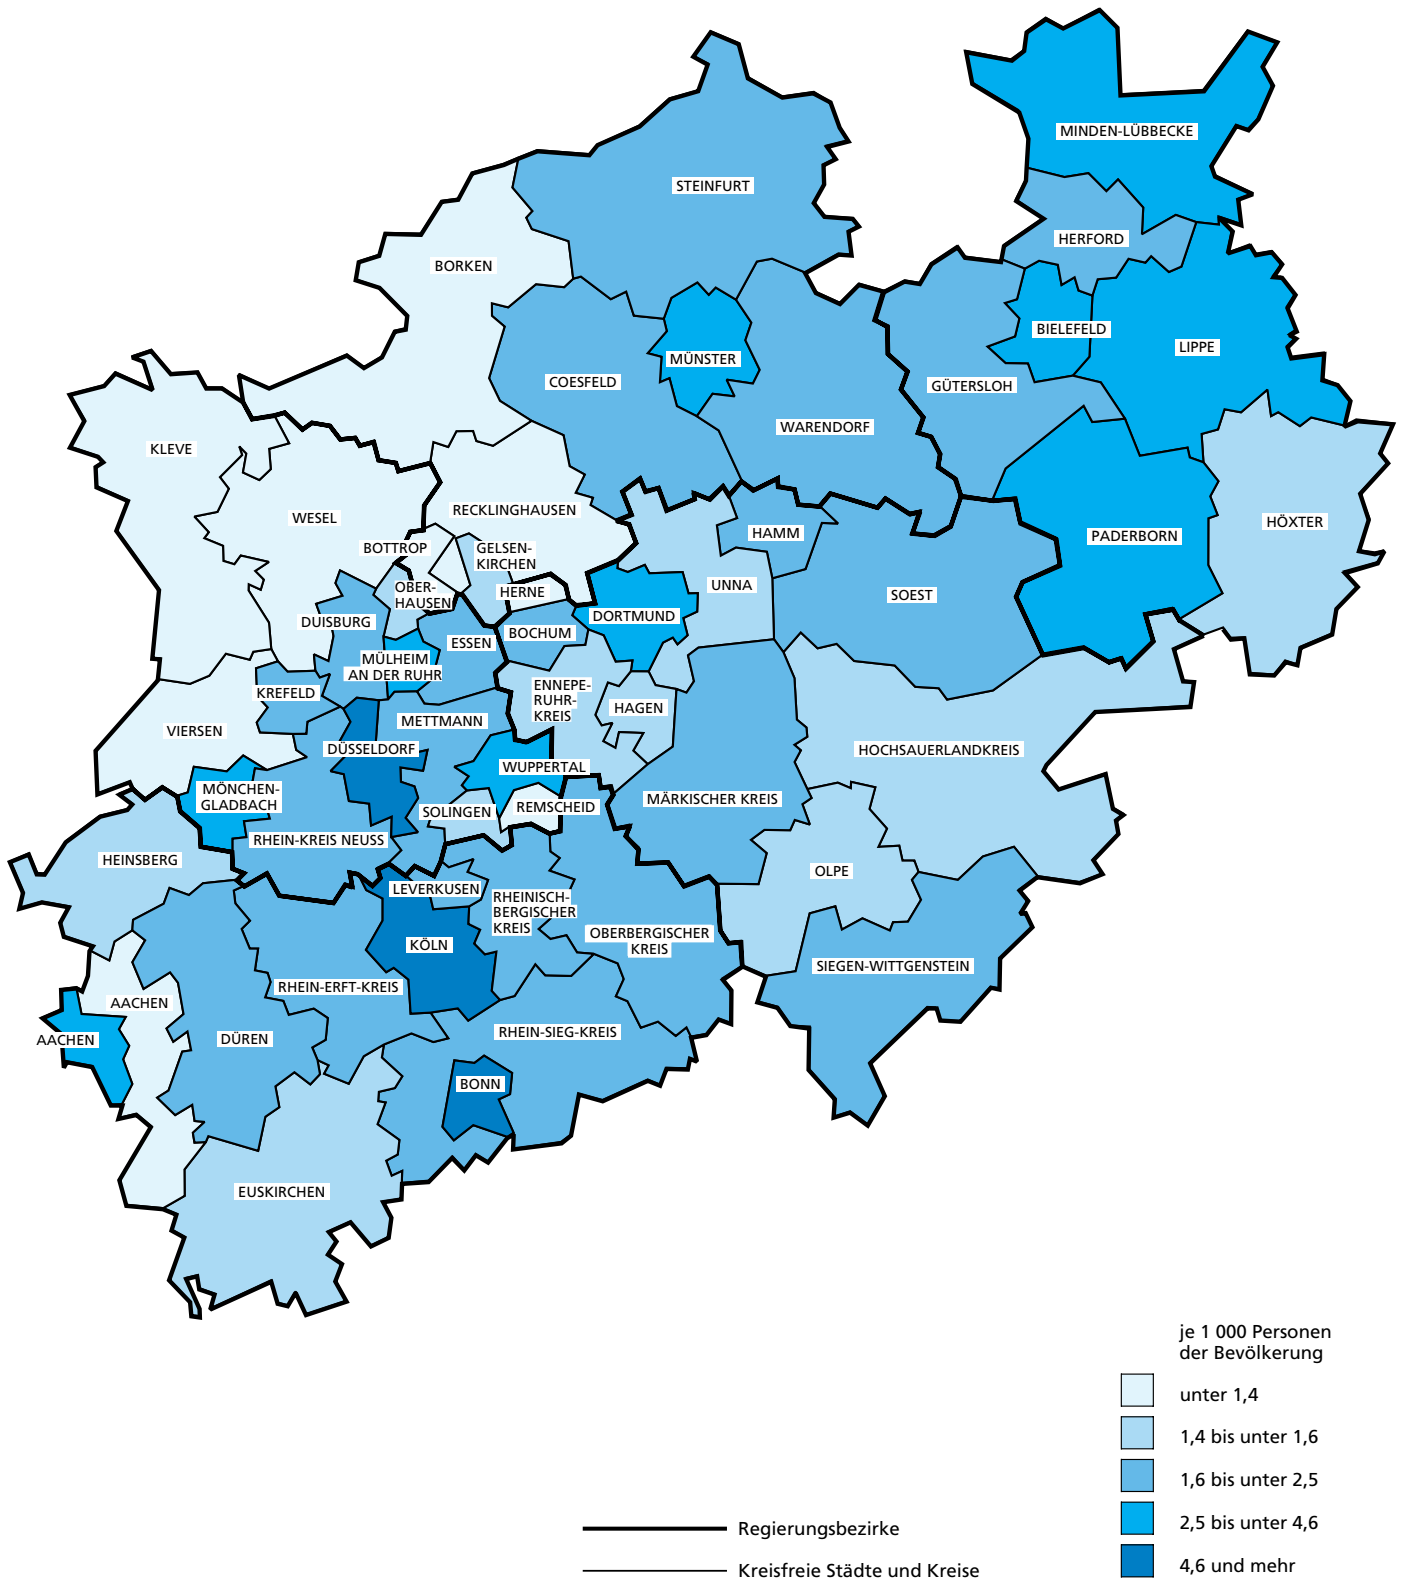 MINDEN-LÜBBECKE
STEINFURT
HERFORD
BORKEN
BIELEFELD
LIPPE
MÜNSTER
COESFELD
GÜTERSLOH
WARENDORF
KLEVE
RECKLINGHAUSEN
WESEL
HÖXTER
HAMM
PADERBORN
BOTTROP
GELSEN-
KIRCHEN
UNNA
OBER-
HAUSEN
HERNE
SOEST
DORTMUND
DUISBURG
BOCHUM
ESSEN
MÜLHEIM
AN DER RUHR
KREFELD
ENNEPE-
RUHR-
KREIS
HAGEN
METTMANN
VIERSEN
DÜSSELDORF
HOCHSAUERLANDKREIS
WUPPERTAL
MÖNCHEN-
GLADBACH
MÄRKISCHER KREIS
REMSCHEID
SOLINGEN
RHEIN-KREIS NEUSS
HEINSBERG
OLPE
LEVERKUSEN
RHEINISCH-
BERGISCHER
KREIS
OBERBERGISCHER
KREIS
KÖLN
SIEGEN-WITTGENSTEIN
RHEIN-ERFT-KREIS
AACHEN
RHEIN-SIEG-KREIS
AACHEN
DÜREN
BONN
EUSKIRCHEN
je 1 000 Personen
der Bevölkerung
unter 1,4
1,4 bis unter 1,6
1,6 bis unter 2,5
2,5 bis unter 4,6
4,6 und mehr
Regierungsbezirke
Kreisfreie Städte und Kreise